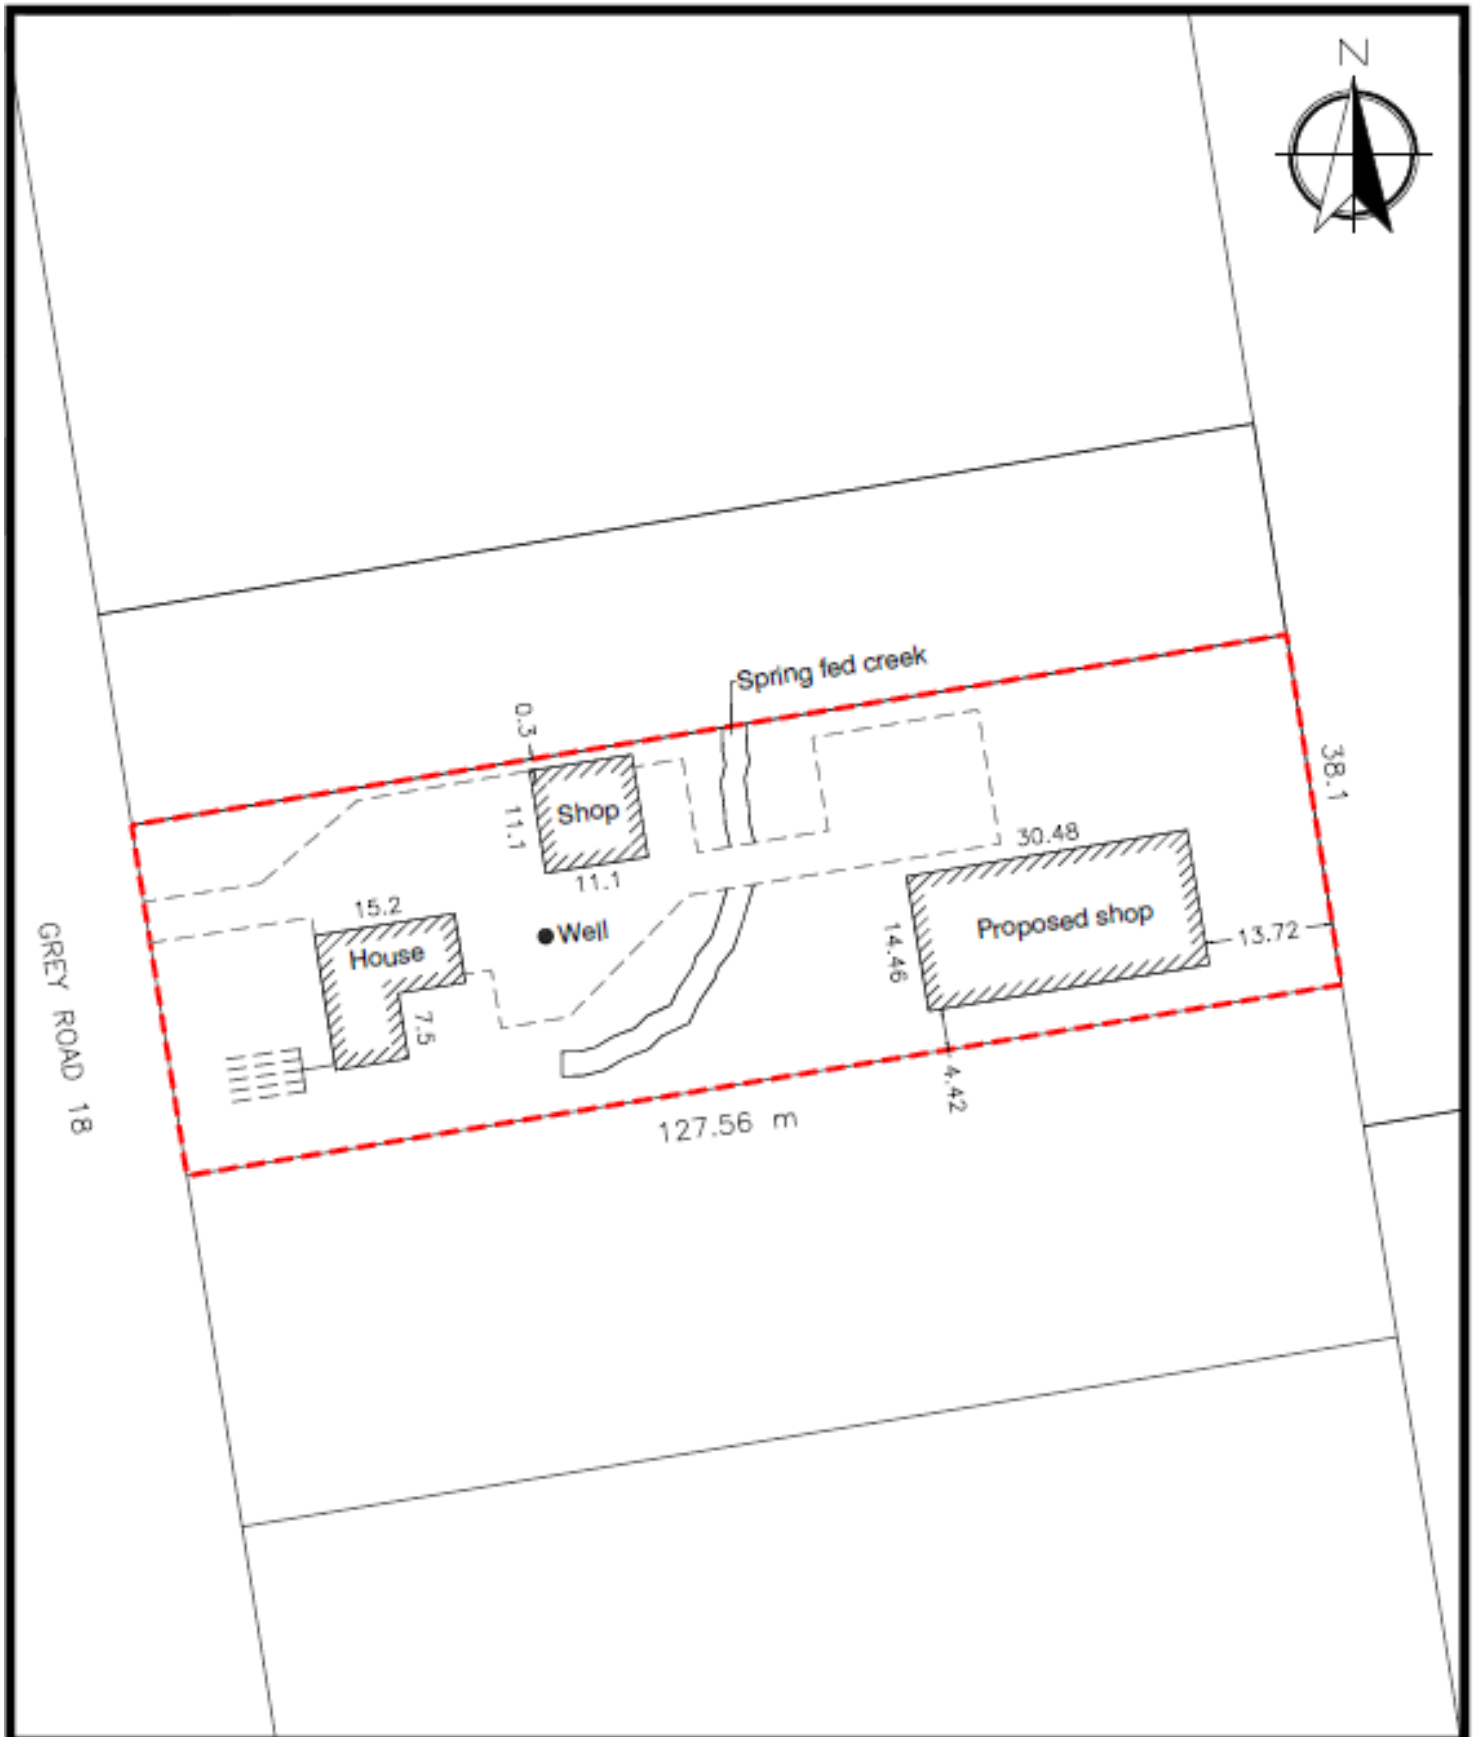 N
Spring fed creek
0.3
Shop
11.1
11.1
38.1
30.48
15.2
House
Well
Proposed shop
14.46
13.72
7.5
GREY ROAD 18
4.42
127.56 m